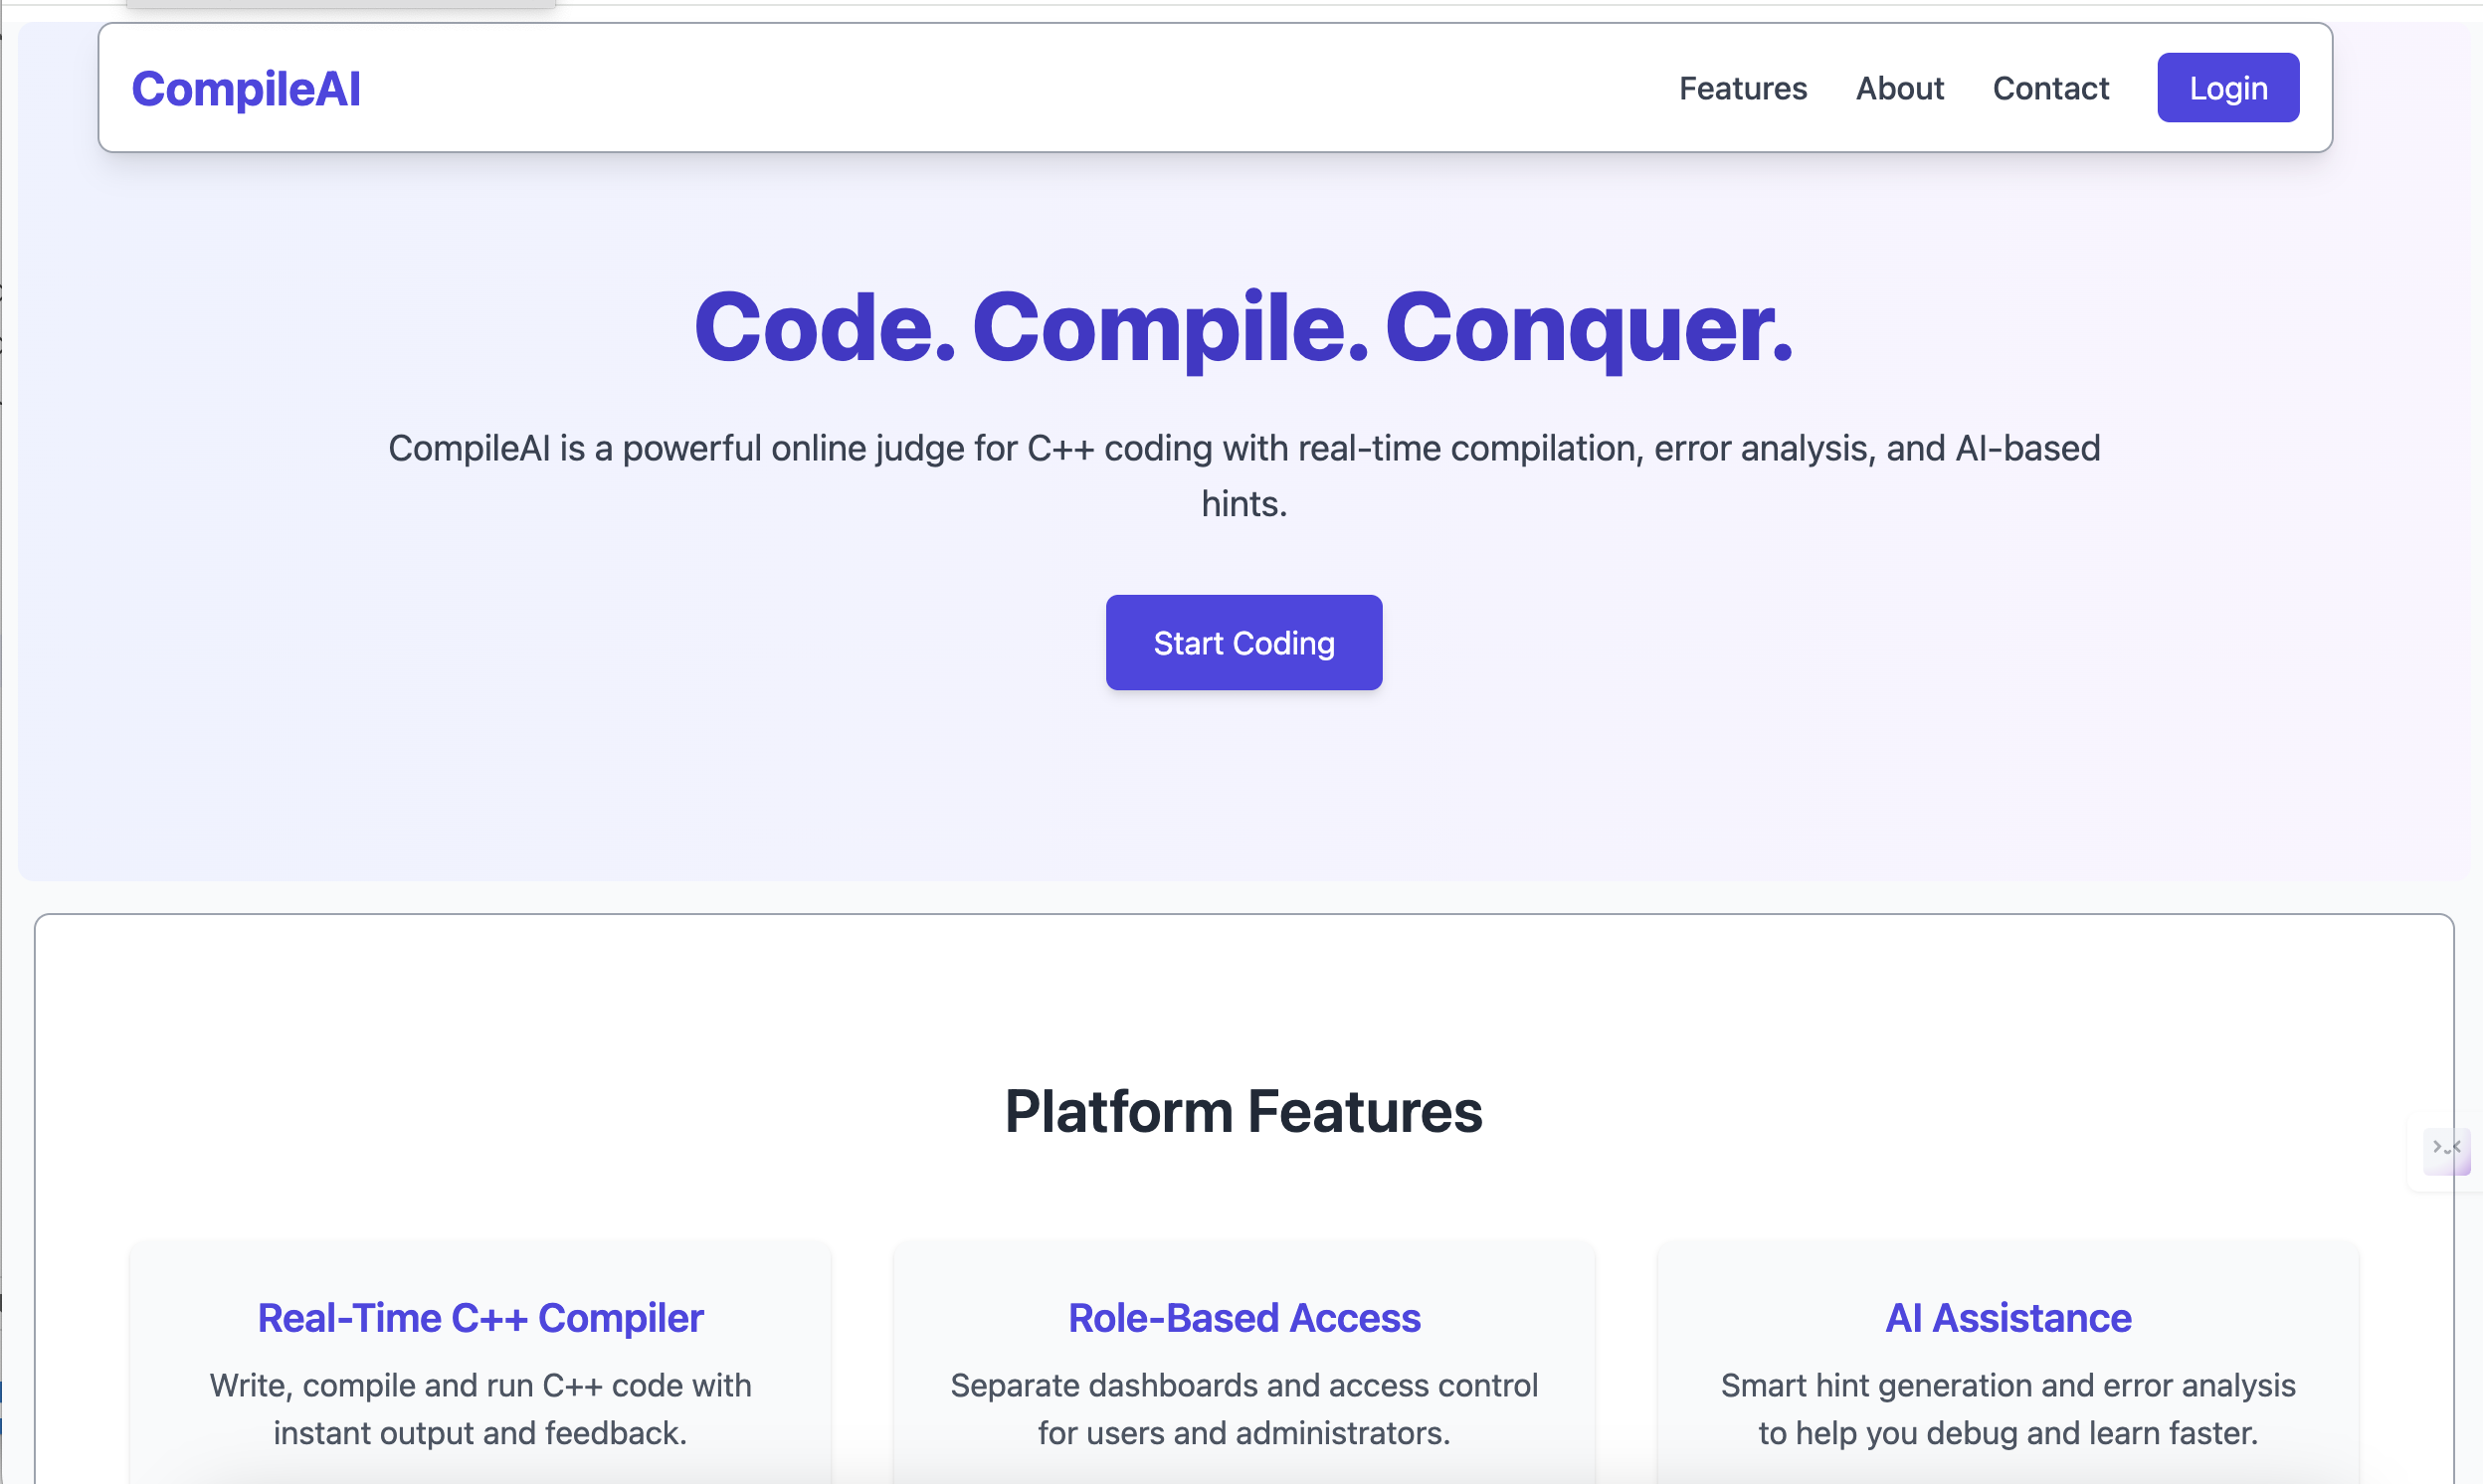 CompileAI
Features
About
Contact
Login
Code. Compile. Conquer.
CompileAI is a powerful online judge for C++ coding with real-time compilation, error analysis, and AI-based
hints.
Start Coding
Platform Features
Real-Time C++ Compiler
Write, compile and run C++ code with
instant output and feedback.
Role-Based Access
Separate dashboards and access control
for users and administrators.
AI Assistance
Smart hint generation and error analysis
to help you debug and learn faster.